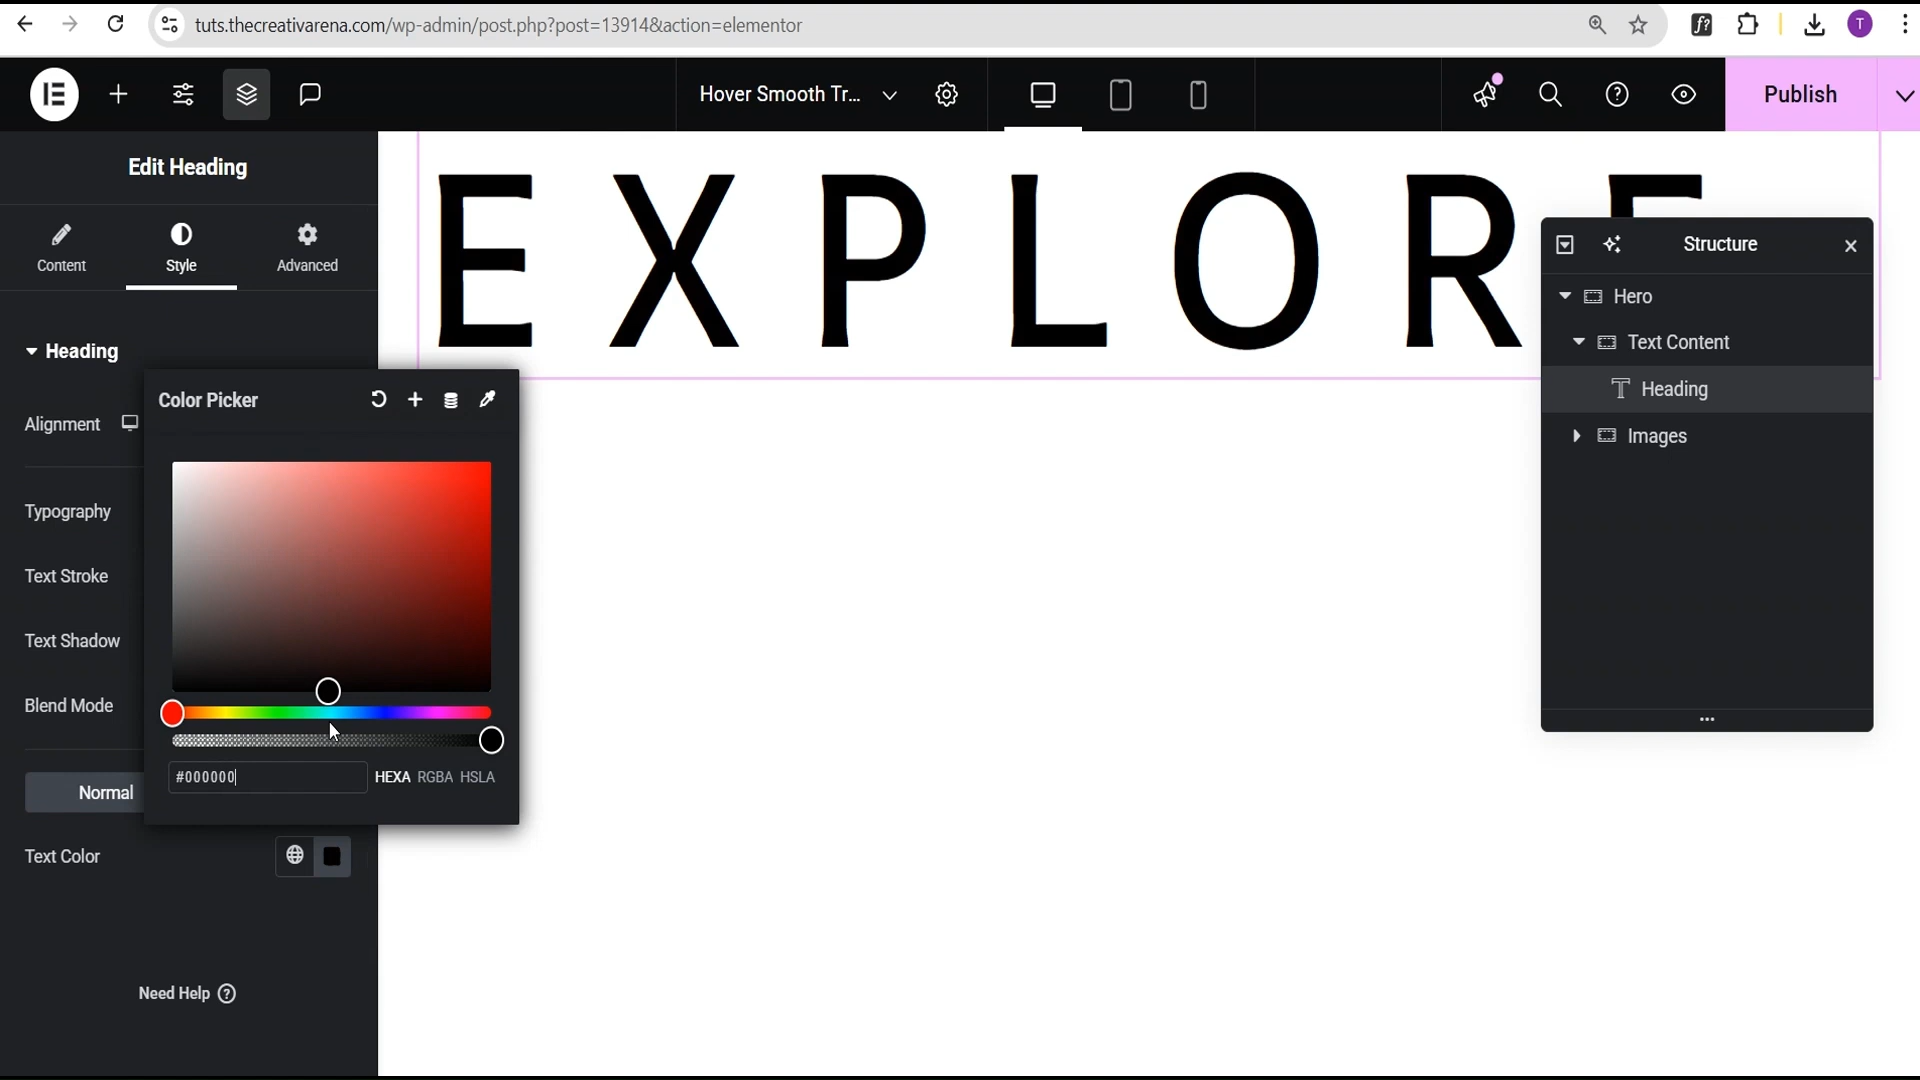 tuts.thecreativarena.com/wp-admin/post.php?post=13914&action=elementor
f?
T
Hover Smooth Tr...
Publish
Edit Heading
Content
Style
Advanced
Heading
Alignment
Typography
Text Stroke
Text Shadow
Blend Mode
Normal
Text Color
Need Help
Color Picker
#000000
HEXA RGBA HSLA
EXPLORE
Structure
Hero
Text Content
Heading
Images